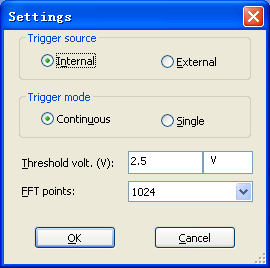 Settings
Trigger source
Internal External
Trigger mode
Continuous Single
Threshold volt. (V): 2.5 V
FFT points: 1024
OK Cancel